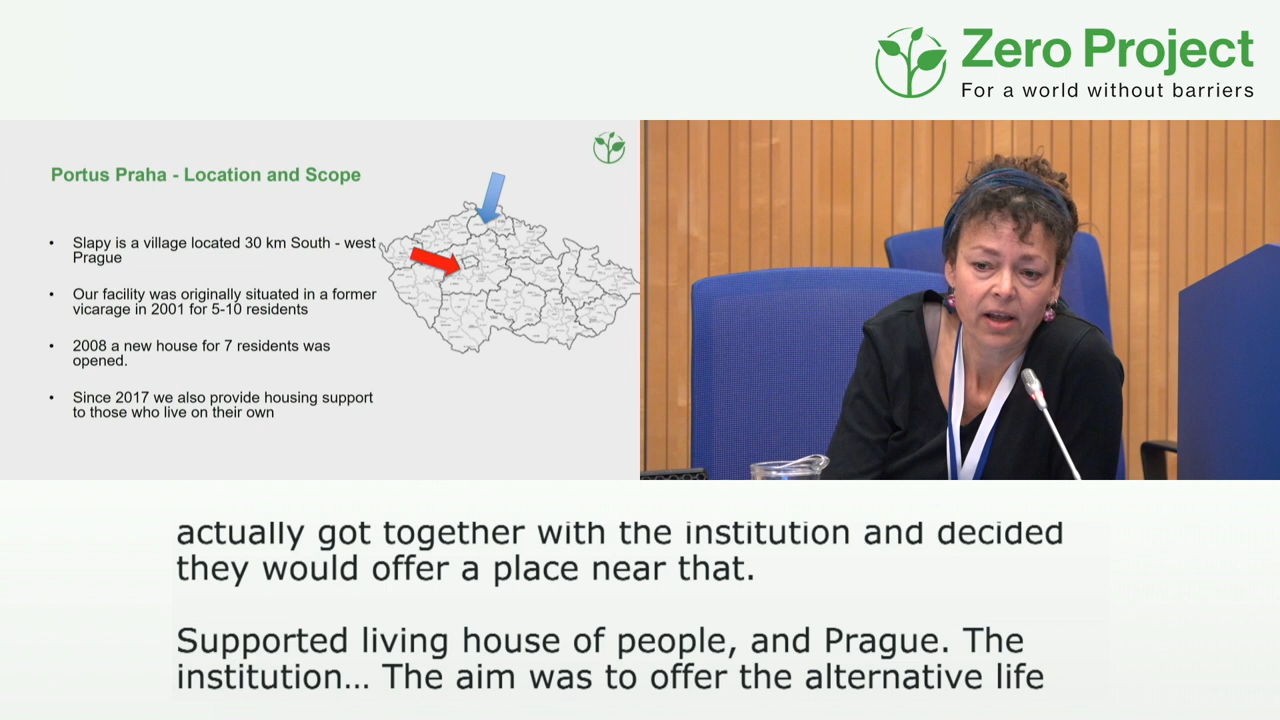 Zero Project
For a world without barriers
Portus Praha - Location and Scope
• Slapy is a village located 30 km South - west
Prague
• Our facility was originally situated in a former
vicarage in 2001 for 5-10 residents
• 2008 a new house for 7 residents was
opened.
• Since 2017 we also provide housing support
to those who live on their own
actually got together with the institution and decided
they would offer a place near that.
Supported living house of people, and Prague. The
institution... The aim was to offer the alternative life